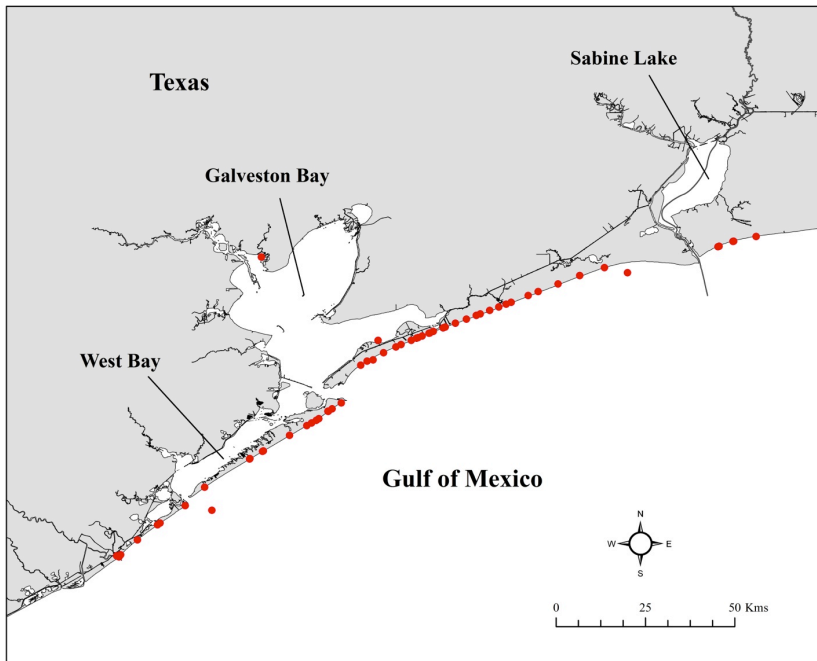 Sabine Lake
Texas
Galveston Bay
West Bay
Gulf of Mexico
N
W E
S
0 25 50 Kms